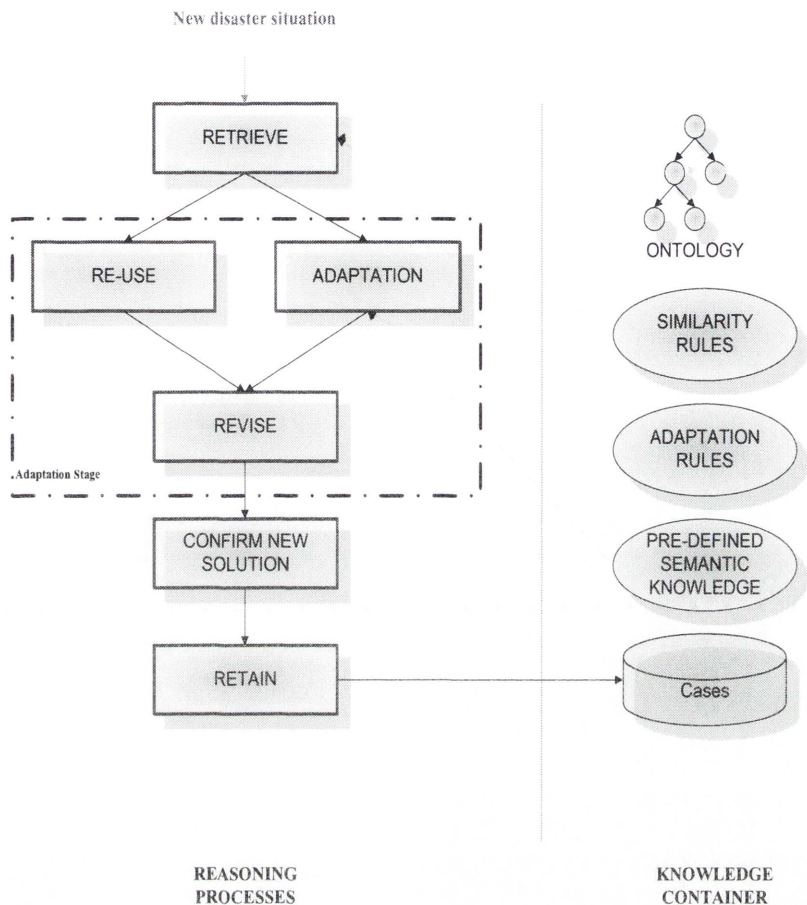 New disaster situation
RETRIEVE
RE-USE
ADAPTATION
REVISE
Adaptation Stage
CONFIRM NEW
SOLUTION
RETAIN
ONTOLOGY
SIMILARITY
RULES
ADAPTATION
RULES
PRE-DEFINED
SEMANTIC
KNOWLEDGE
Cases
REASONING
PROCESSES
KNOWLEDGE
CONTAINER